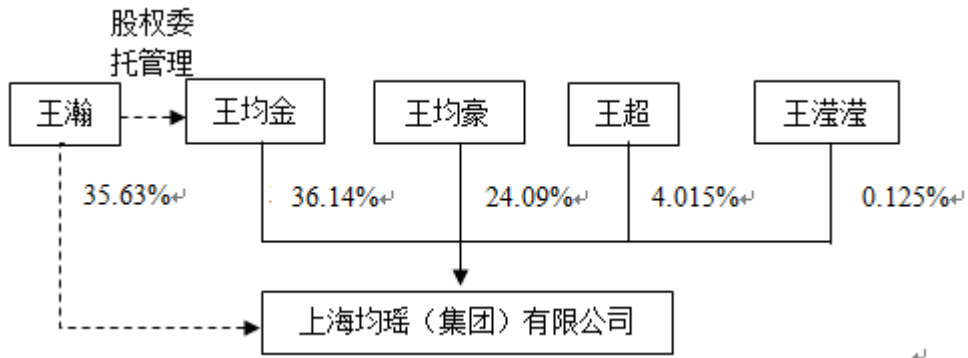 股权委
托管理
王瀚
王均金
王均豪
王超
王滢滢
35.63%↵
36.14%↵
24.09%↵
4.015%↵
0.125%↵
上海均瑶（集团）有限公司
↵